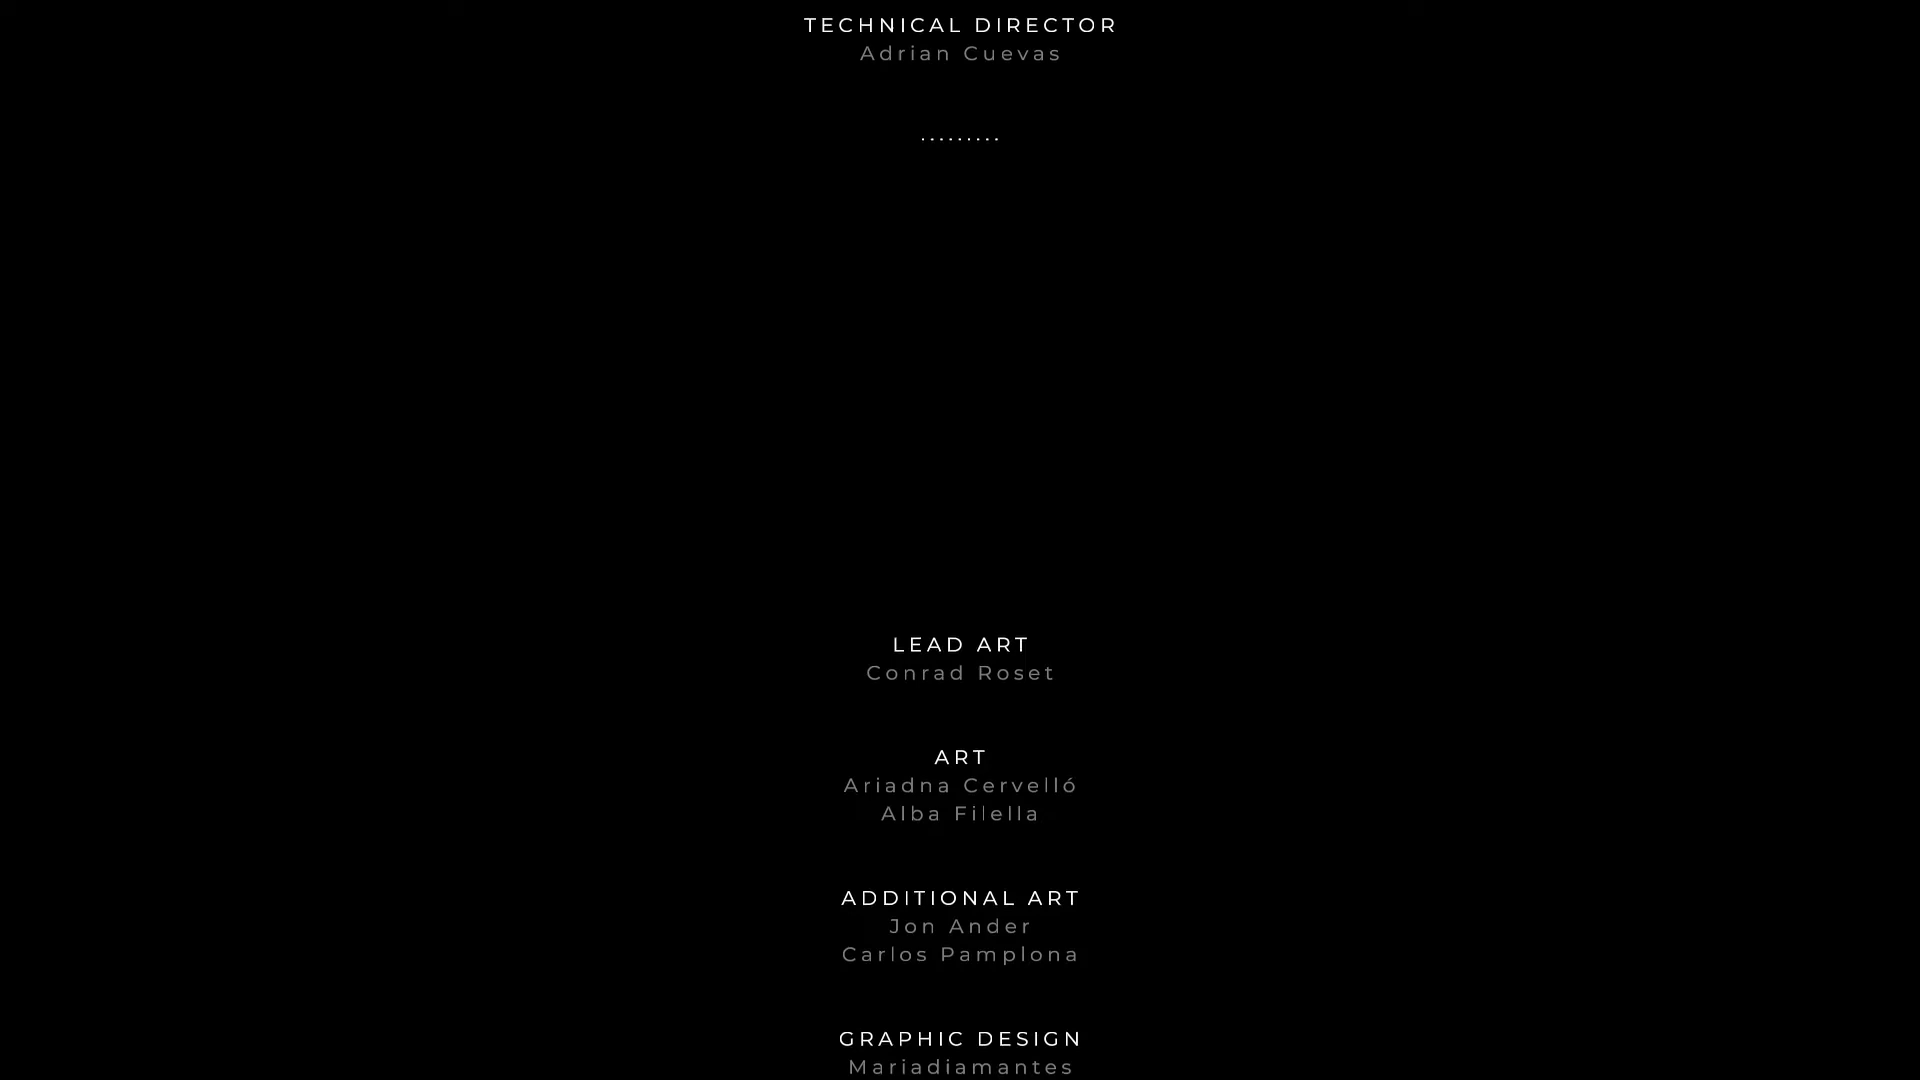 TECHNICAL DIRECTOR
Adrian Cuevas
.........
LEAD ART
Conrad Roset
ART
Ariadna Cervelló
Alba Filella
ADDITIONAL ART
Jon Ander
Carlos Pamplona
GRAPHIC DESIGN
Mariadiamantes